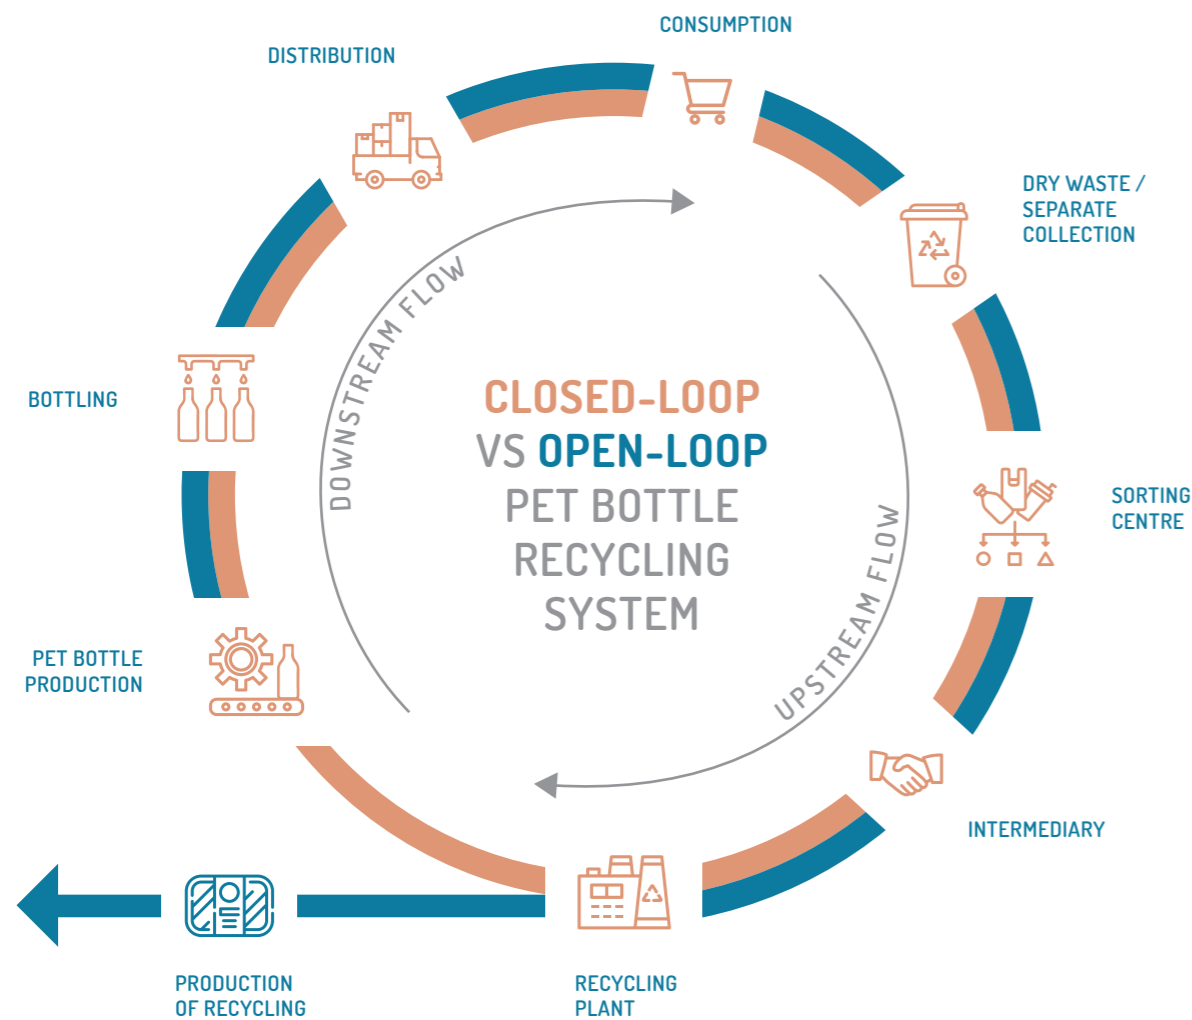 CONSUMPTION
DISTRIBUTION
DRY WASTE /
SEPARATE
COLLECTION
DOWNSTREAM FLOW
CLOSED-LOOP
VS OPEN-LOOP
PET BOTTLE
RECYCLING
SYSTEM
BOTTLING
SORTING
CENTRE
UPSTREAM FLOW
PET BOTTLE
PRODUCTION
INTERMEDIARY
PRODUCTION
OF RECYCLING
RECYCLING
PLANT